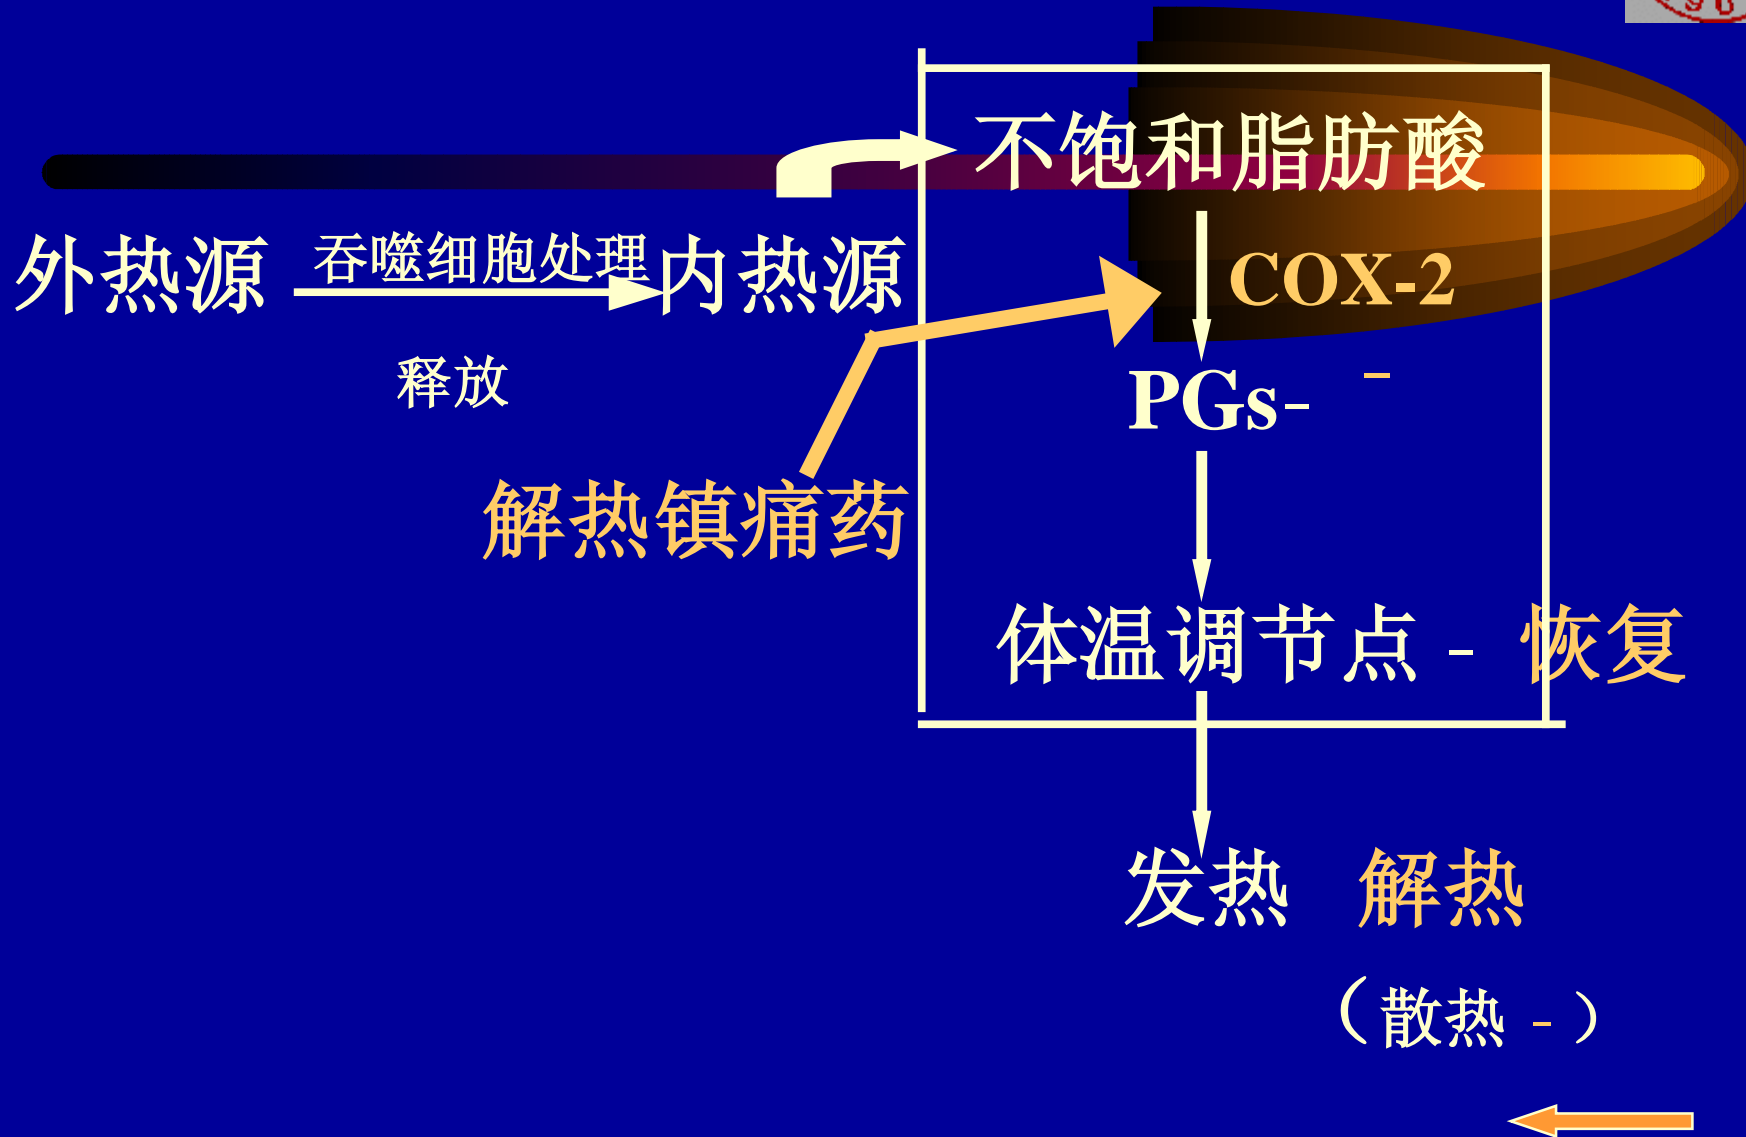 不饱和脂肪酸
外热源 吞噬细胞处理 内热源 COX-2
释放
PGs- -
解热镇痛药
体温调节点 - 恢复
发热 解热
（散热 -）